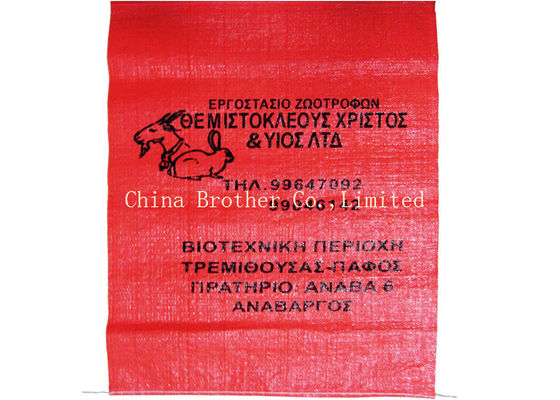 ΕΡΓΟΣΤΑΣΙΟ ΖΩΟΤΡΟΦΩΝ
ΘΕΜΙΣΤΟΚΛΕΟΥΣ ΧΡΙΣΤΟΣ
& ΥΙΟΣ ΛΤΔ
ΤΗΛ.99647092
China Brother Co.,Limited
ΒΙΟΤΕΧΝΙΚΗ ΠΕΡΙΟΧΗ
ΤΡΕΜΙΘΟΥΣΑΣ-ΠΑΦΟΣ
ΠΡΑΤΗΡΙΟ: ΑΝΑΒΑ 6
ΑΝΑΒΑΡΓΟΣ